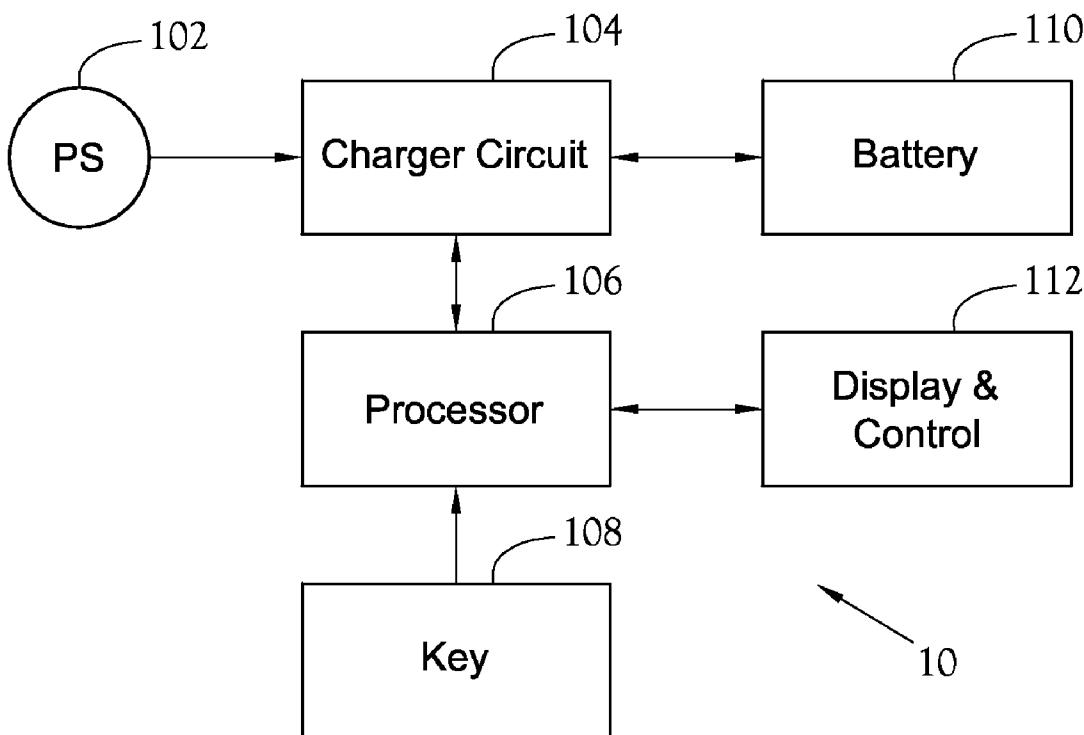 102
104
110
PS
Charger Circuit
Battery
106
112
Processor
Display &
Control
108
Key
10